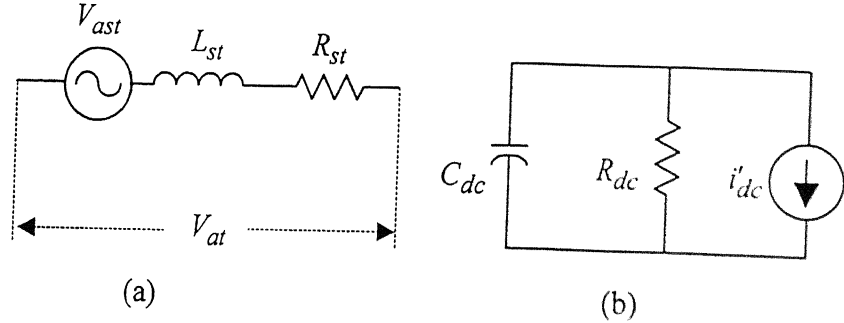 V_ast
L_st
R_st
V_at
(a)
C_dc
R_dc
i'_dc
(b)